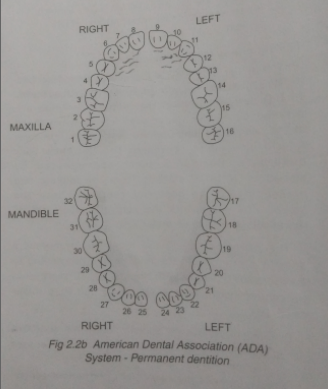 RIGHT LEFT
8 9
7 10
6 11
5 12
4 13
3 14
2 15
MAXILLA
1 16
32 17
MANDIBLE
31 18
30 19
29 20
28 21
27 26 25 24 23 22
RIGHT LEFT
Fig 2.2b American Dental Association (ADA)
System - Permanent dentition